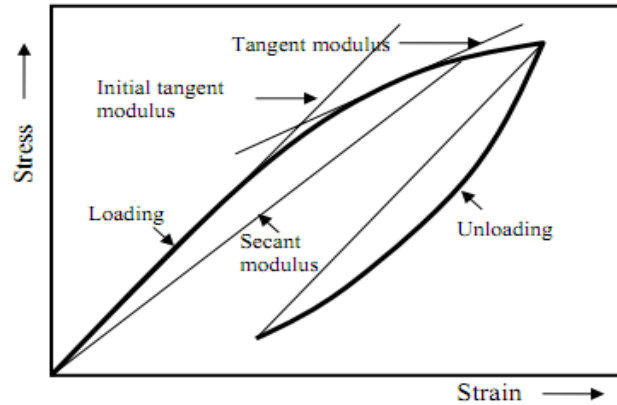 Tangent modulus
Initial tangent
modulus
Stress
Loading
Secant
modulus
Unloading
Strain